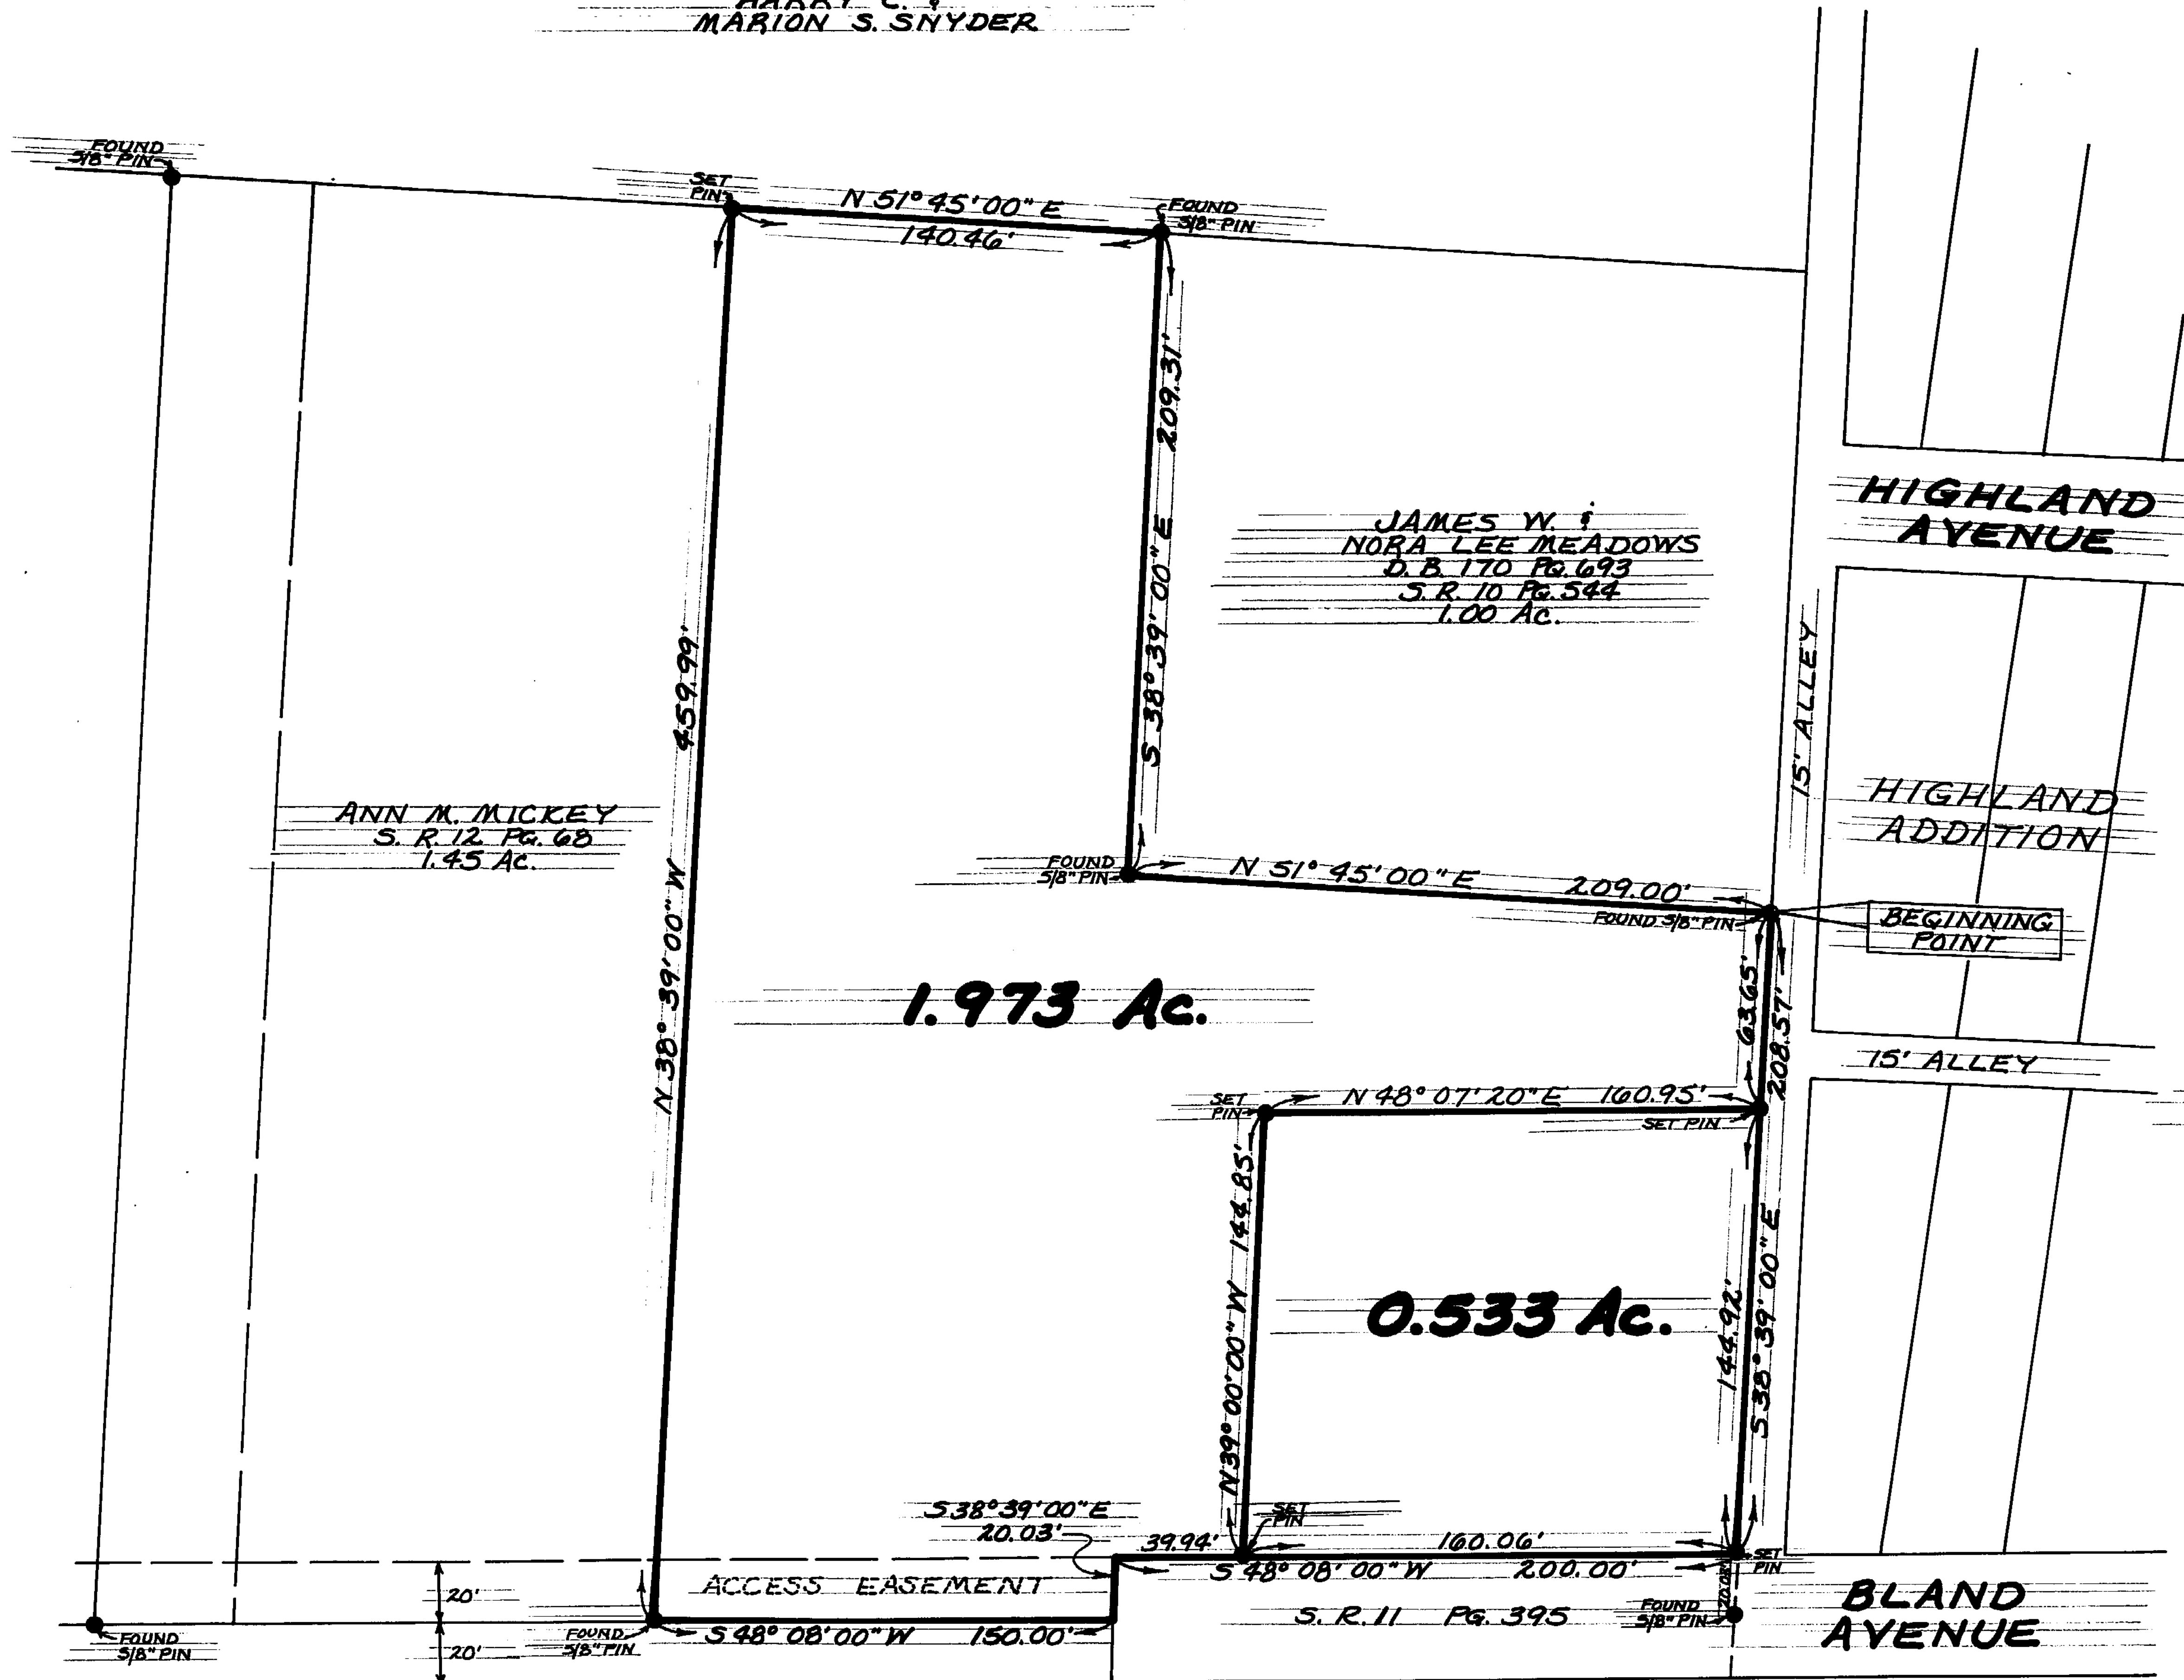 HARRY C. &
MARION S. SNYDER
FOUND
5/8" PIN
SET
PIN
N 51° 45' 00" E
140.46'
FOUND
5/8" PIN
S 38° 39' 00" E 209.31'
N 38° 39' 00" W 459.99'
JAMES W. &
NORA LEE MEADOWS
D. B. 170 PG. 693
S. R. 10 PG. 544
1.00 AC.
HIGHLAND
AVENUE
15' ALLEY
HIGHLAND
ADDITION
ANN M. MICKEY
S. R. 12 PG. 68
1.45 AC.
FOUND
5/8" PIN
N 51° 45' 00" E 209.00'
FOUND 5/8" PIN
BEGINNING
POINT
1.973 Ac.
63.65'
208.57'
15' ALLEY
SET
PIN
N 48° 07' 20" E 160.95'
SET PIN
N 39° 00' 00" W 144.85'
0.533 Ac.
144.92'
S 38° 39' 00" E
S 38° 39' 00" E
20.03'
39.94'
SET
PIN
160.06'
S 48° 08' 00" W 200.00'
SET
PIN
20.03'
20'
ACCESS EASEMENT
S. R. 11 PG. 395
FOUND
5/8" PIN
BLAND
AVENUE
FOUND
5/8" PIN
20'
FOUND
5/8" PIN
S 48° 08' 00" W 150.00'